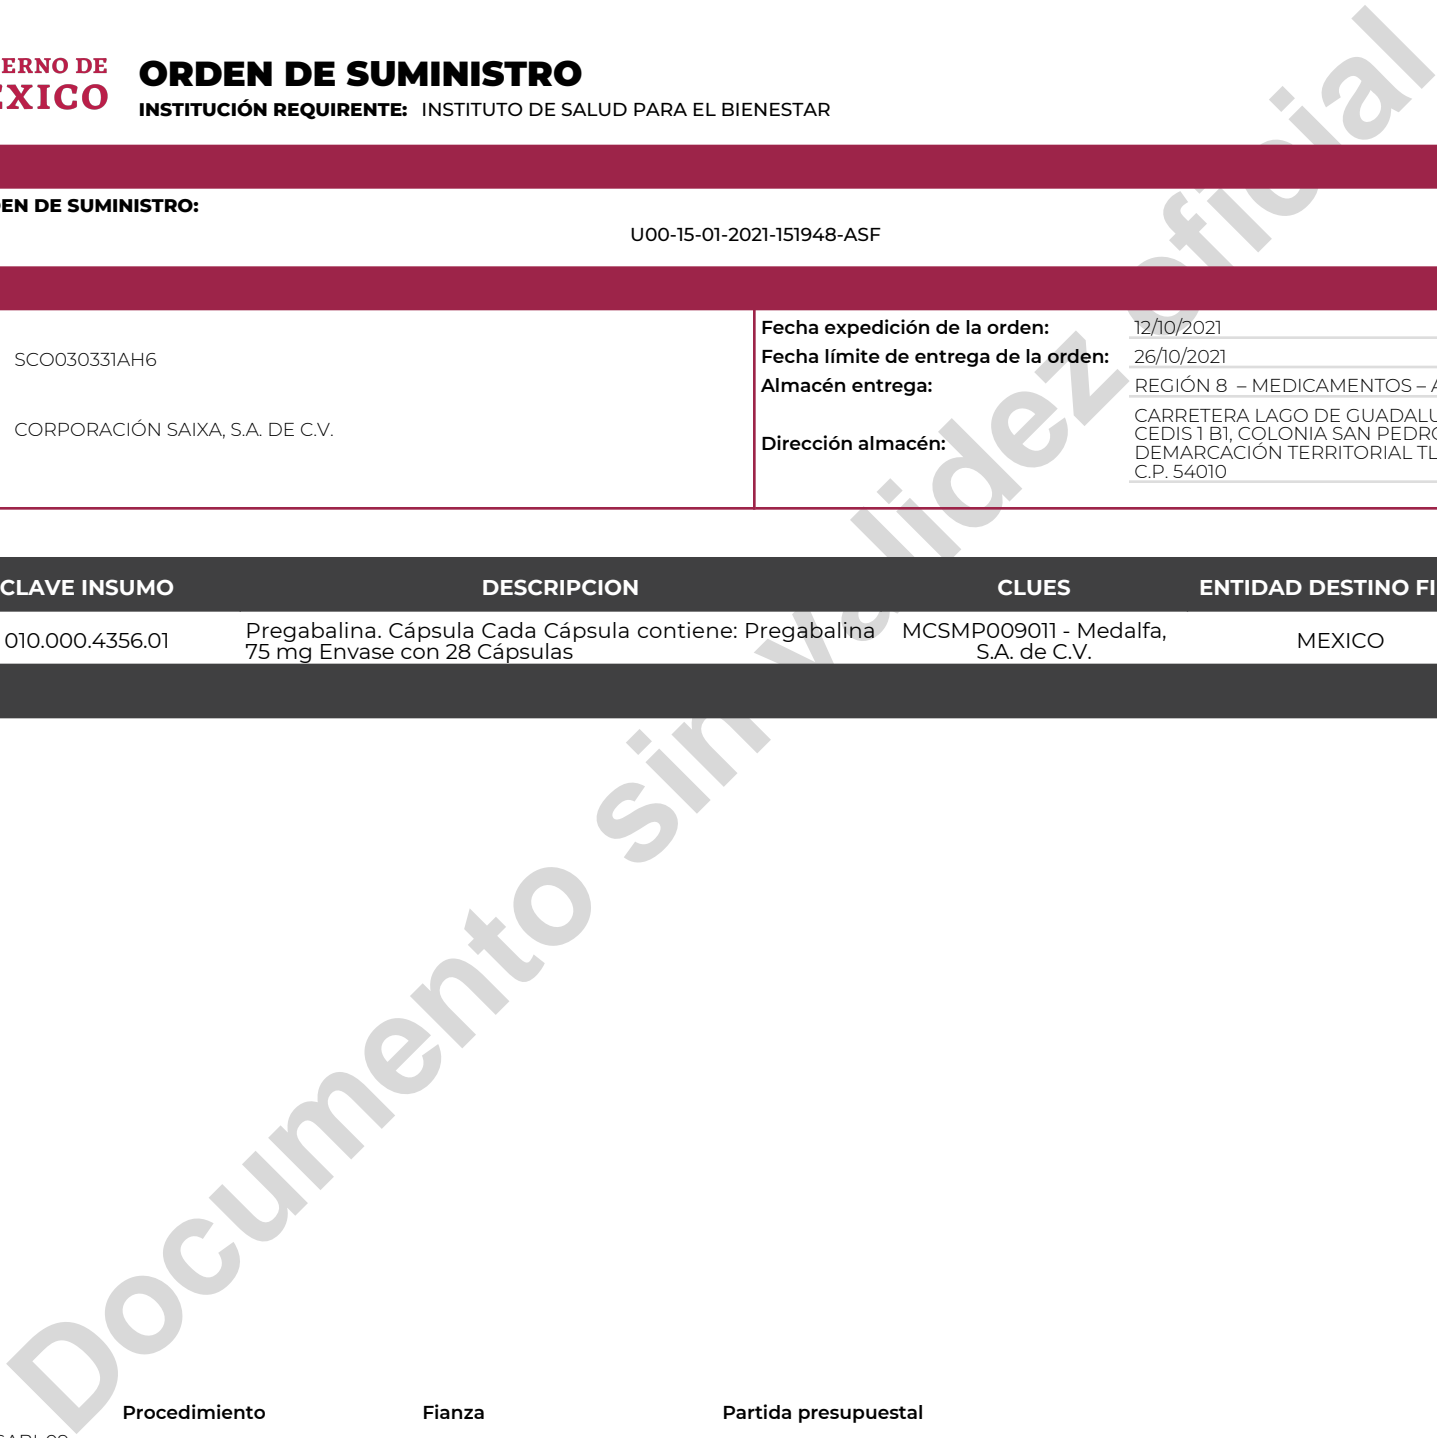 ERNO DE
EXICO
ORDEN DE SUMINISTRO
INSTITUCIÓN REQUIRENTE: INSTITUTO DE SALUD PARA EL BIENESTAR
EN DE SUMINISTRO:
U00-15-01-2021-151948-ASF
SCO030331AH6
CORPORACIÓN SAIXA, S.A. DE C.V.
Fecha expedición de la orden: 12/10/2021
Fecha límite de entrega de la orden: 26/10/2021
Almacén entrega: REGIÓN 8 – MEDICAMENTOS – A
Dirección almacén:
CARRETERA LAGO DE GUADALU
CEDIS 1 B1, COLONIA SAN PEDRO
DEMARCACIÓN TERRITORIAL TL
C.P. 54010
CLAVE INSUMO DESCRIPCION CLUES ENTIDAD DESTINO FI
010.000.4356.01
Pregabalina. Cápsula Cada Cápsula contiene: Pregabalina
75 mg Envase con 28 Cápsulas
MCSMP009011 - Medalfa,
S.A. de C.V.
MEXICO
Documento sin validez oficial
Procedimiento Fianza Partida presupuestal